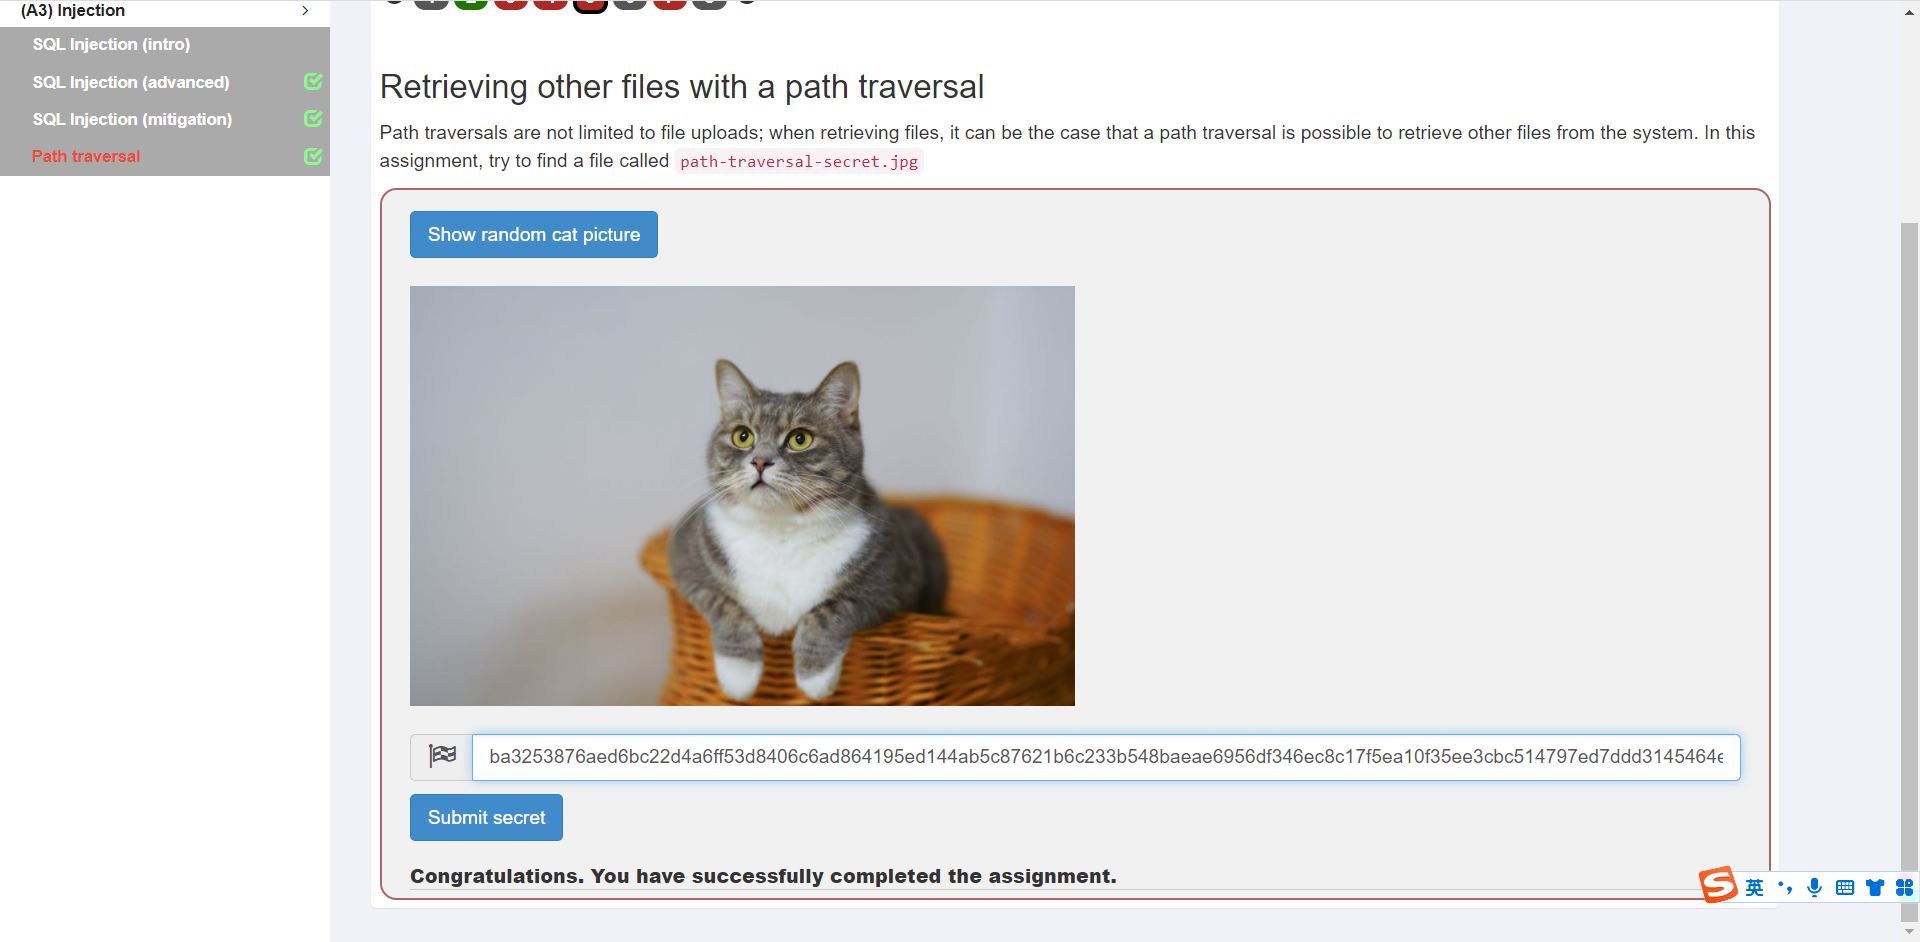 (A3) Injection
SQL Injection (intro)
SQL Injection (advanced)
SQL Injection (mitigation)
Path traversal
Retrieving other files with a path traversal
Path traversals are not limited to file uploads; when retrieving files, it can be the case that a path traversal is possible to retrieve other files from the system. In this
assignment, try to find a file called path-traversal-secret.jpg
Show random cat picture
ba3253876aed6bc22d4a6ff53d8406c6ad864195ed144ab5c87621b6c233b548baeae6956df346ec8c17f5ea10f35ee3cbc514797ed7ddd3145464e
Submit secret
Congratulations. You have successfully completed the assignment.
英